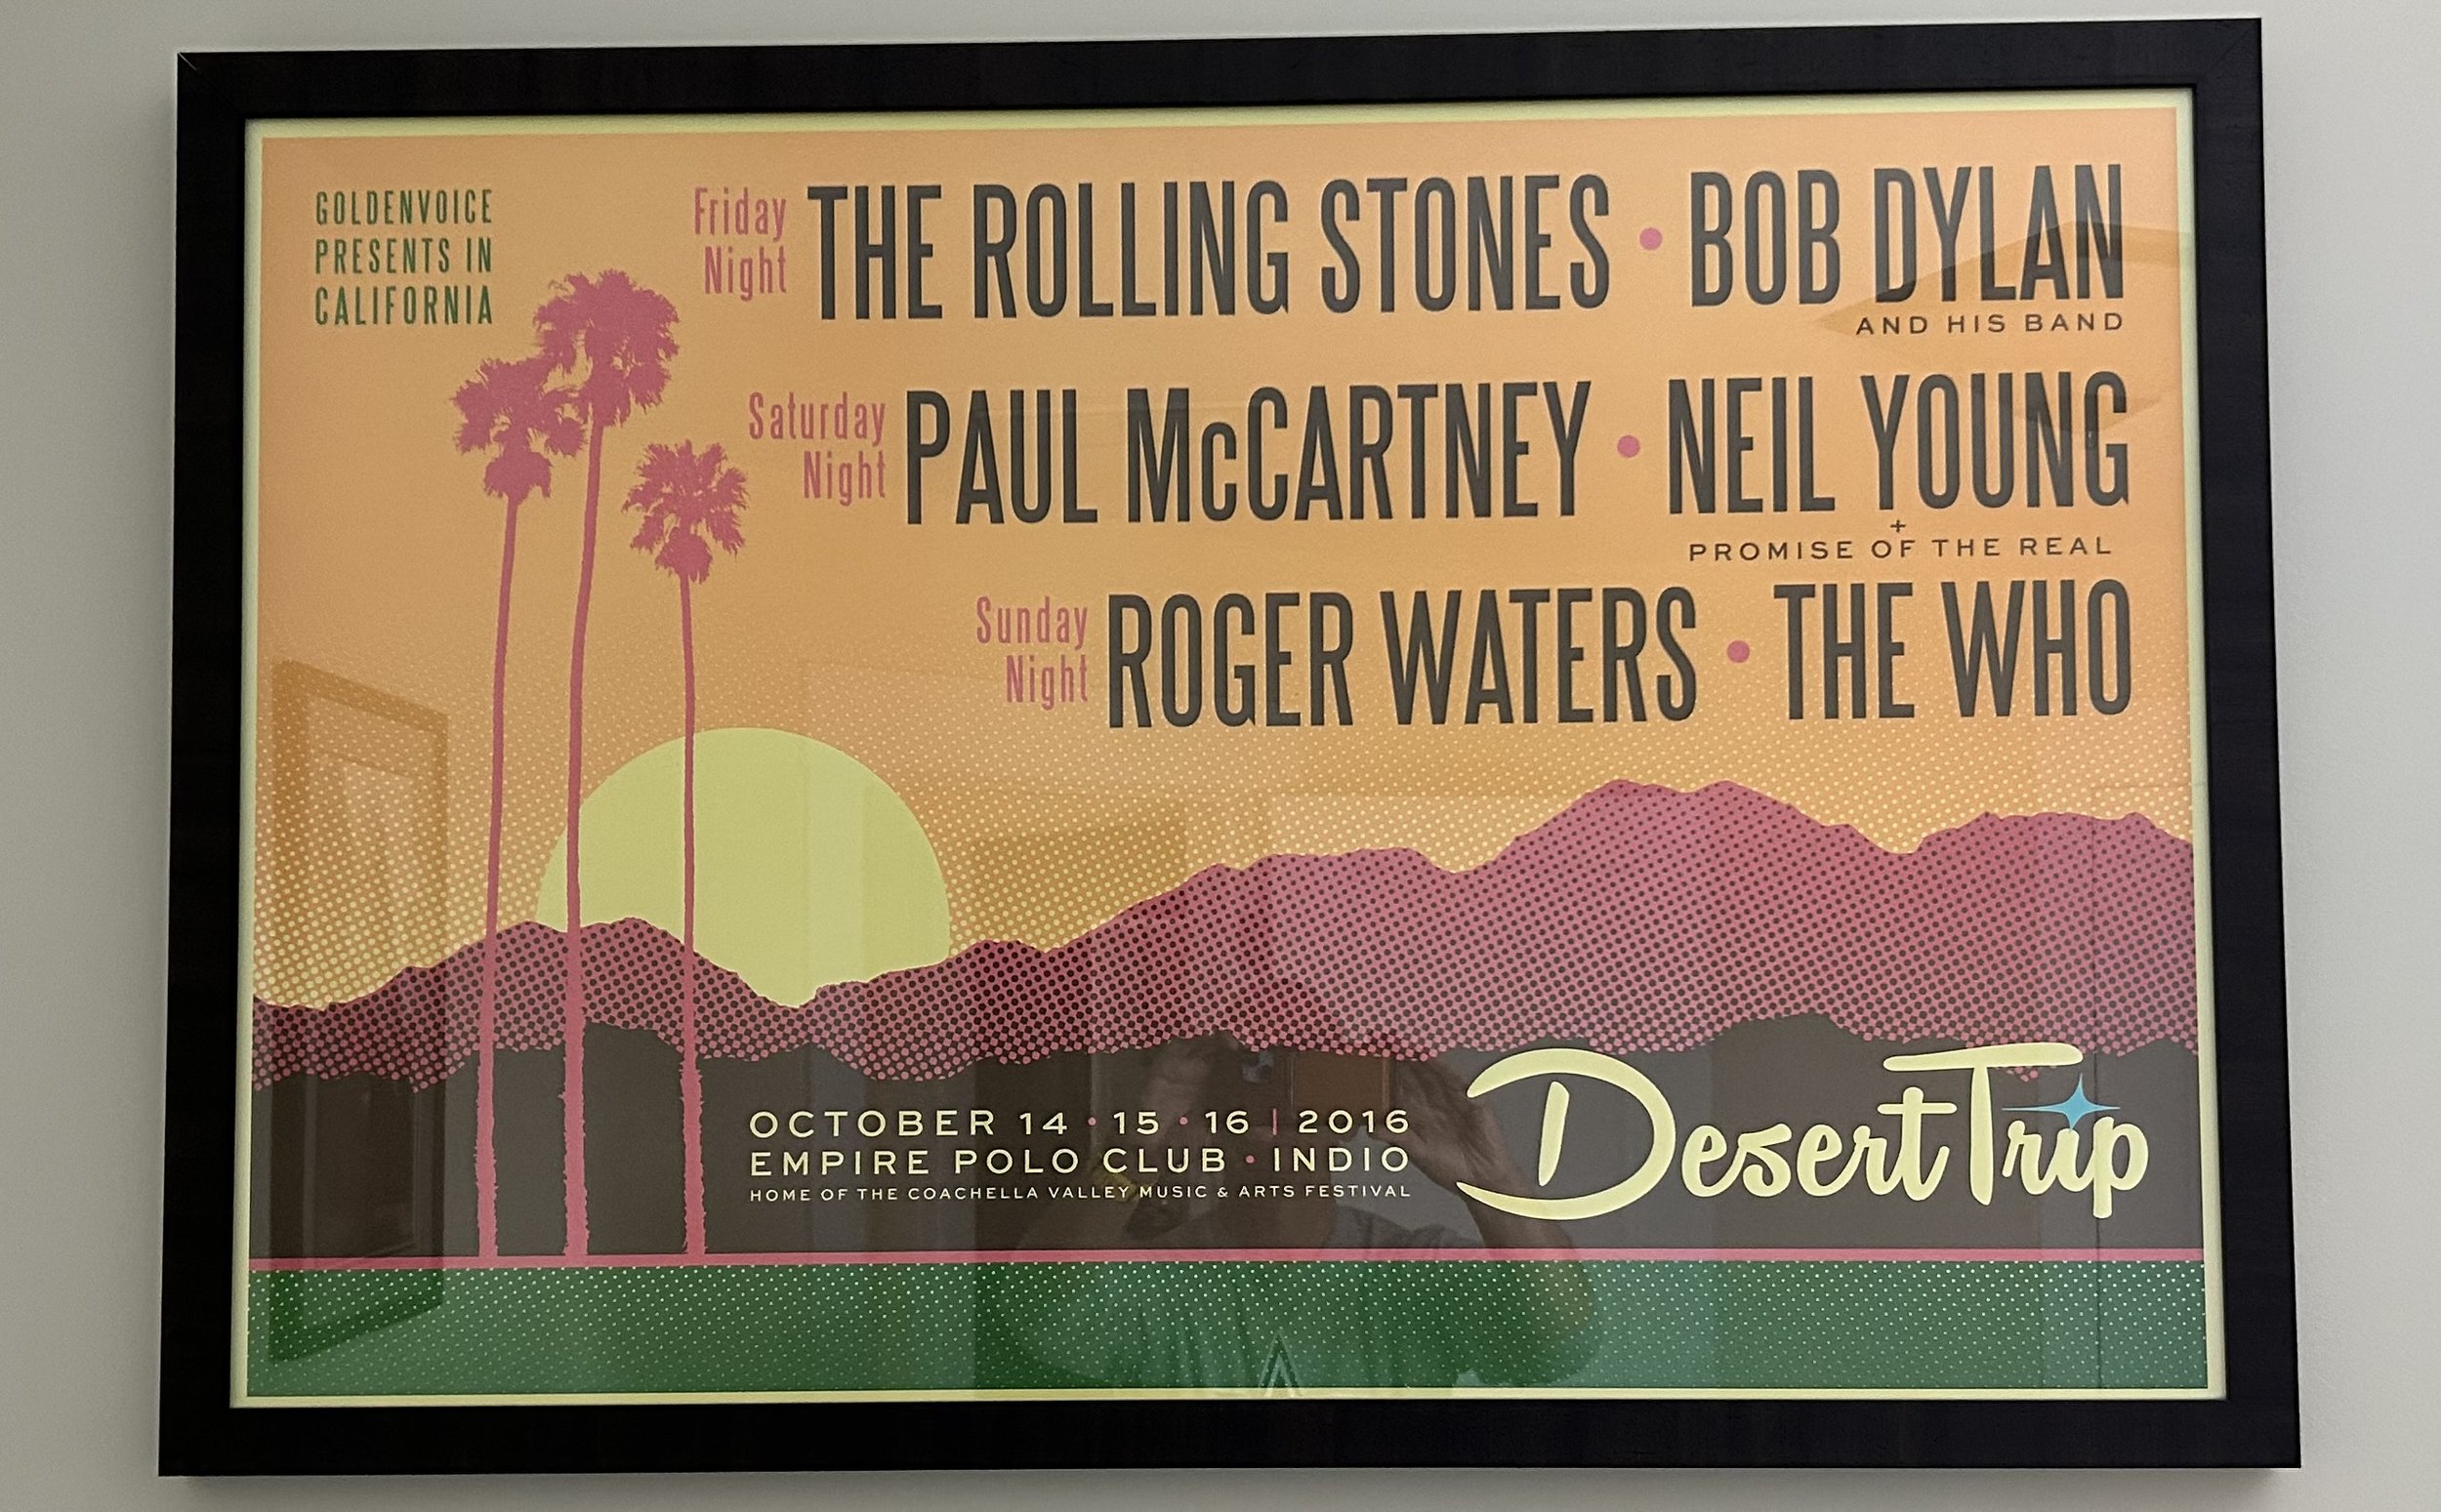 GOLDENVOICE
PRESENTS IN
CALIFORNIA
Friday
Night
THE ROLLING STONES • BOB DYLAN
AND HIS BAND
Saturday
Night
PAUL McCARTNEY • NEIL YOUNG
+
PROMISE OF THE REAL
Sunday
Night
ROGER WATERS • THE WHO
OCTOBER 14 • 15 • 16 | 2016
EMPIRE POLO CLUB • INDIO
HOME OF THE COACHELLA VALLEY MUSIC & ARTS FESTIVAL
Desert Trip